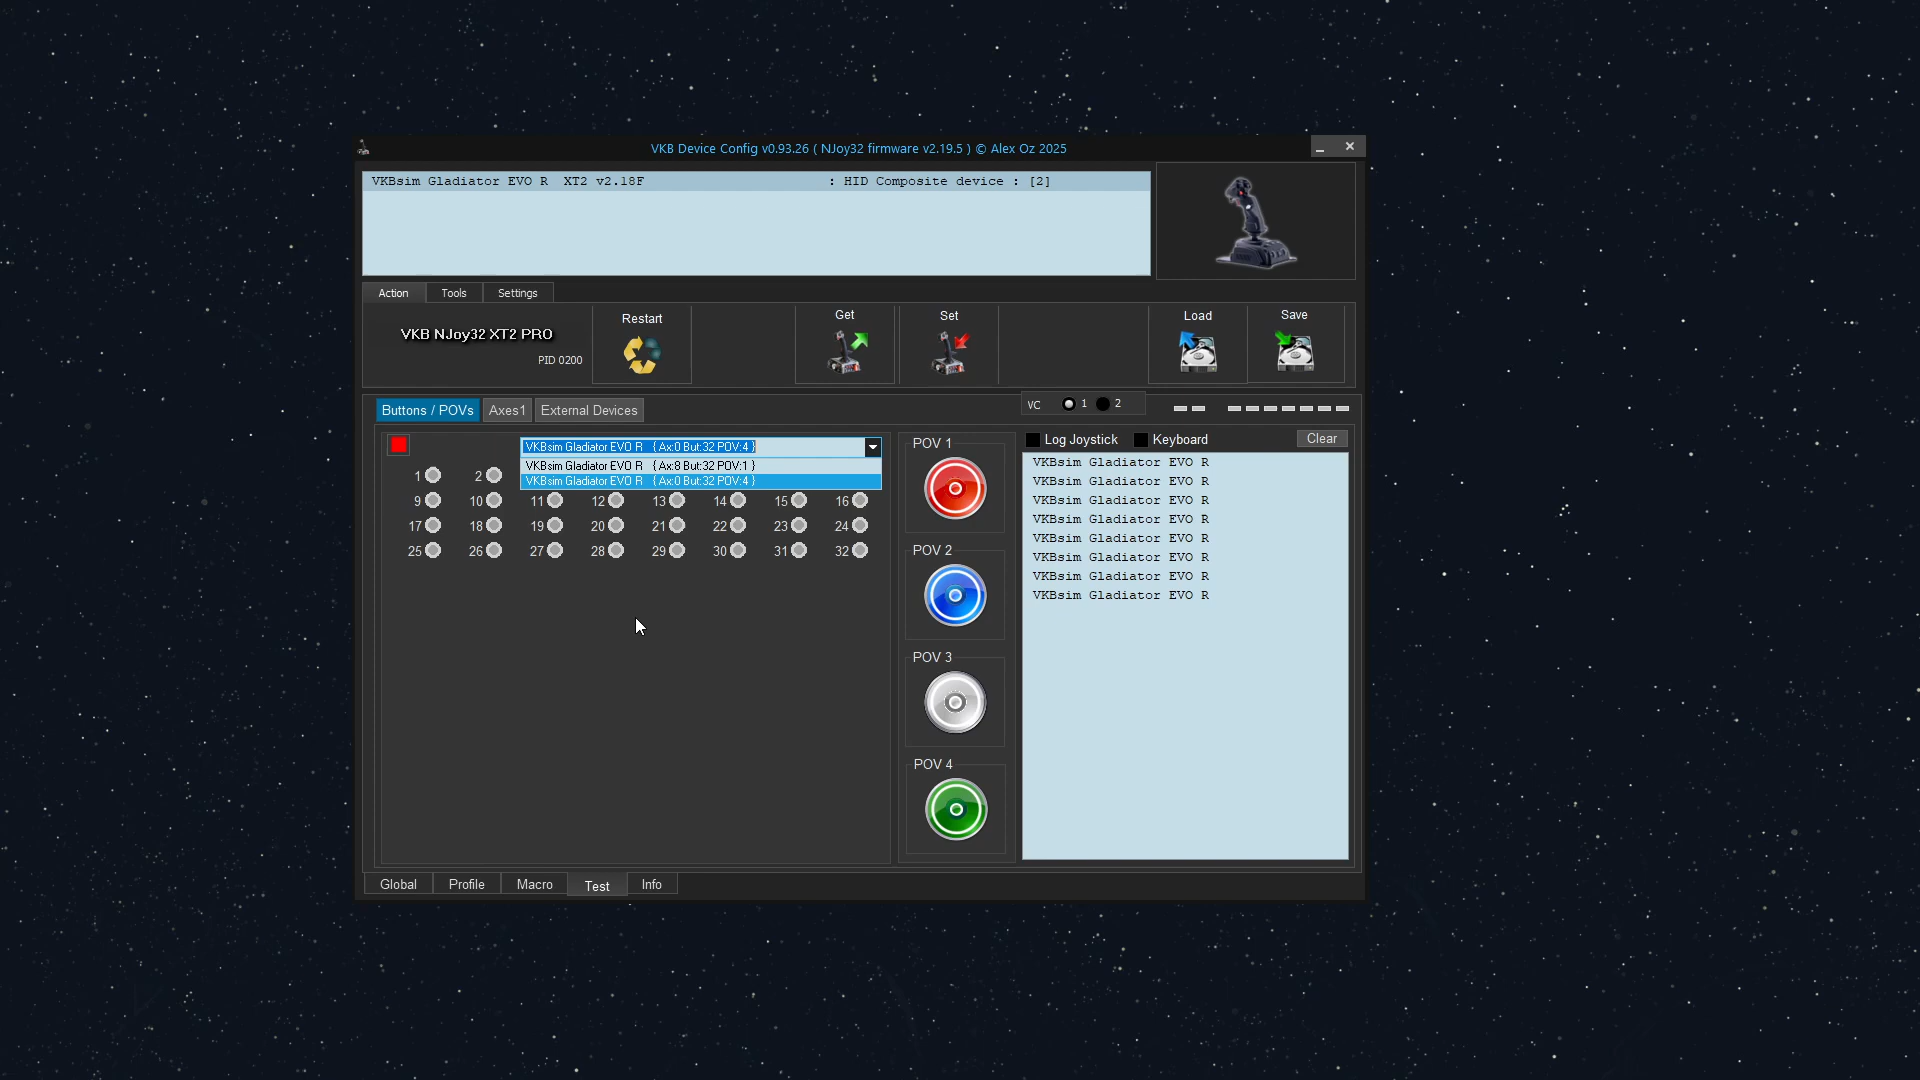 VKB Device Config v0.93.26 ( NJoy32 firmware v2.19.5 ) © Alex Oz 2025
VKBsim Gladiator EVO R  XT2 v2.18F : HID Composite device : [2]
Action Tools Settings
VKB NJoy32 XT2 PRO
PID 0200
Restart
Get
Set
Load
Save
Buttons / POVs Axes1 External Devices
VC 1 2
VKBsim Gladiator EVO R { Ax:0 But:32 POV:4 }
VKBsim Gladiator EVO R { Ax:8 But:32 POV:1 }
VKBsim Gladiator EVO R { Ax:0 But:32 POV:4 }
1 2
9 10 11 12 13 14 15 16
17 18 19 20 21 22 23 24
25 26 27 28 29 30 31 32
POV 1
POV 2
POV 3
POV 4
Log Joystick Keyboard Clear
VKBsim Gladiator EVO R
VKBsim Gladiator EVO R
VKBsim Gladiator EVO R
VKBsim Gladiator EVO R
VKBsim Gladiator EVO R
VKBsim Gladiator EVO R
VKBsim Gladiator EVO R
VKBsim Gladiator EVO R
Global Profile Macro Test Info